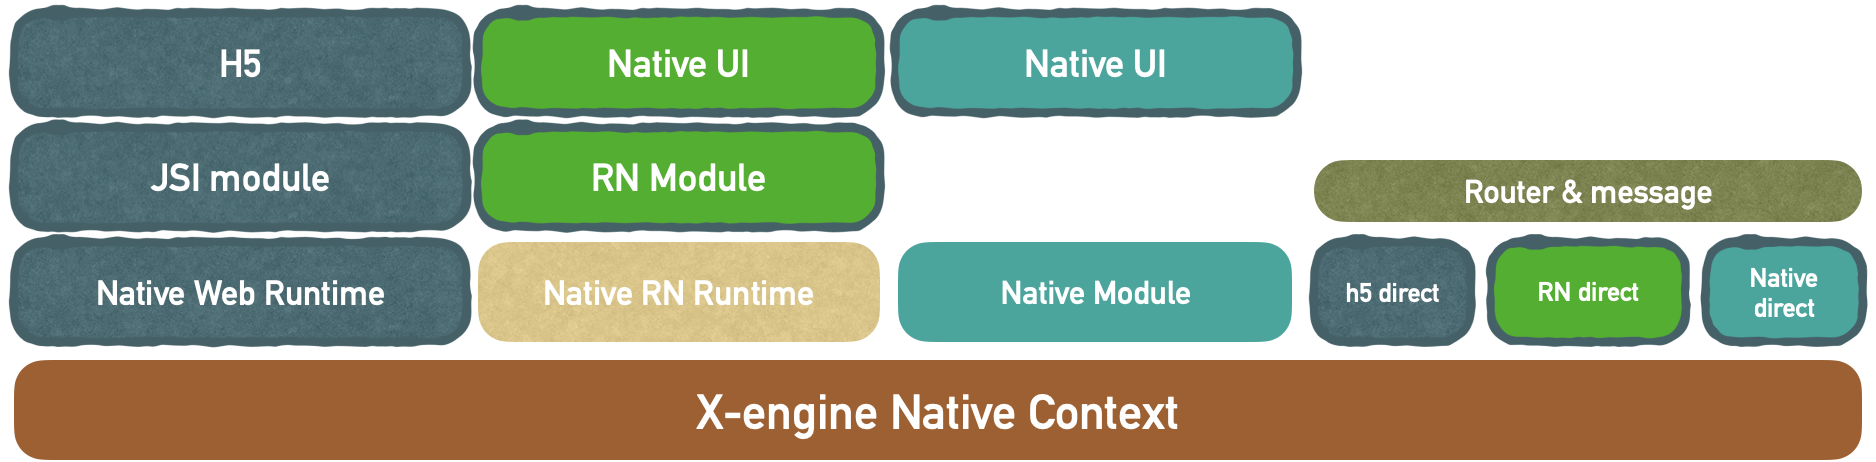 H5
Native UI
Native UI
JSI module
RN Module
Router & message
Native Web Runtime
Native RN Runtime
Native Module
h5 direct
RN direct
Native
direct
X-engine Native Context